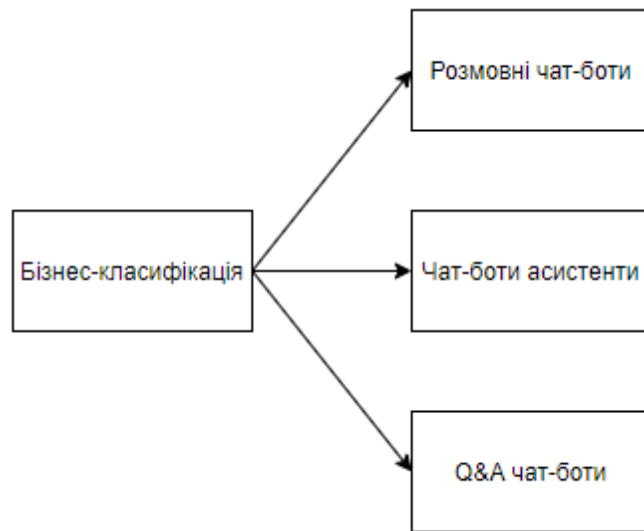 Розмовні чат-боти
Бізнес-класифікація
Чат-боти асистенти
Q&A чат-боти